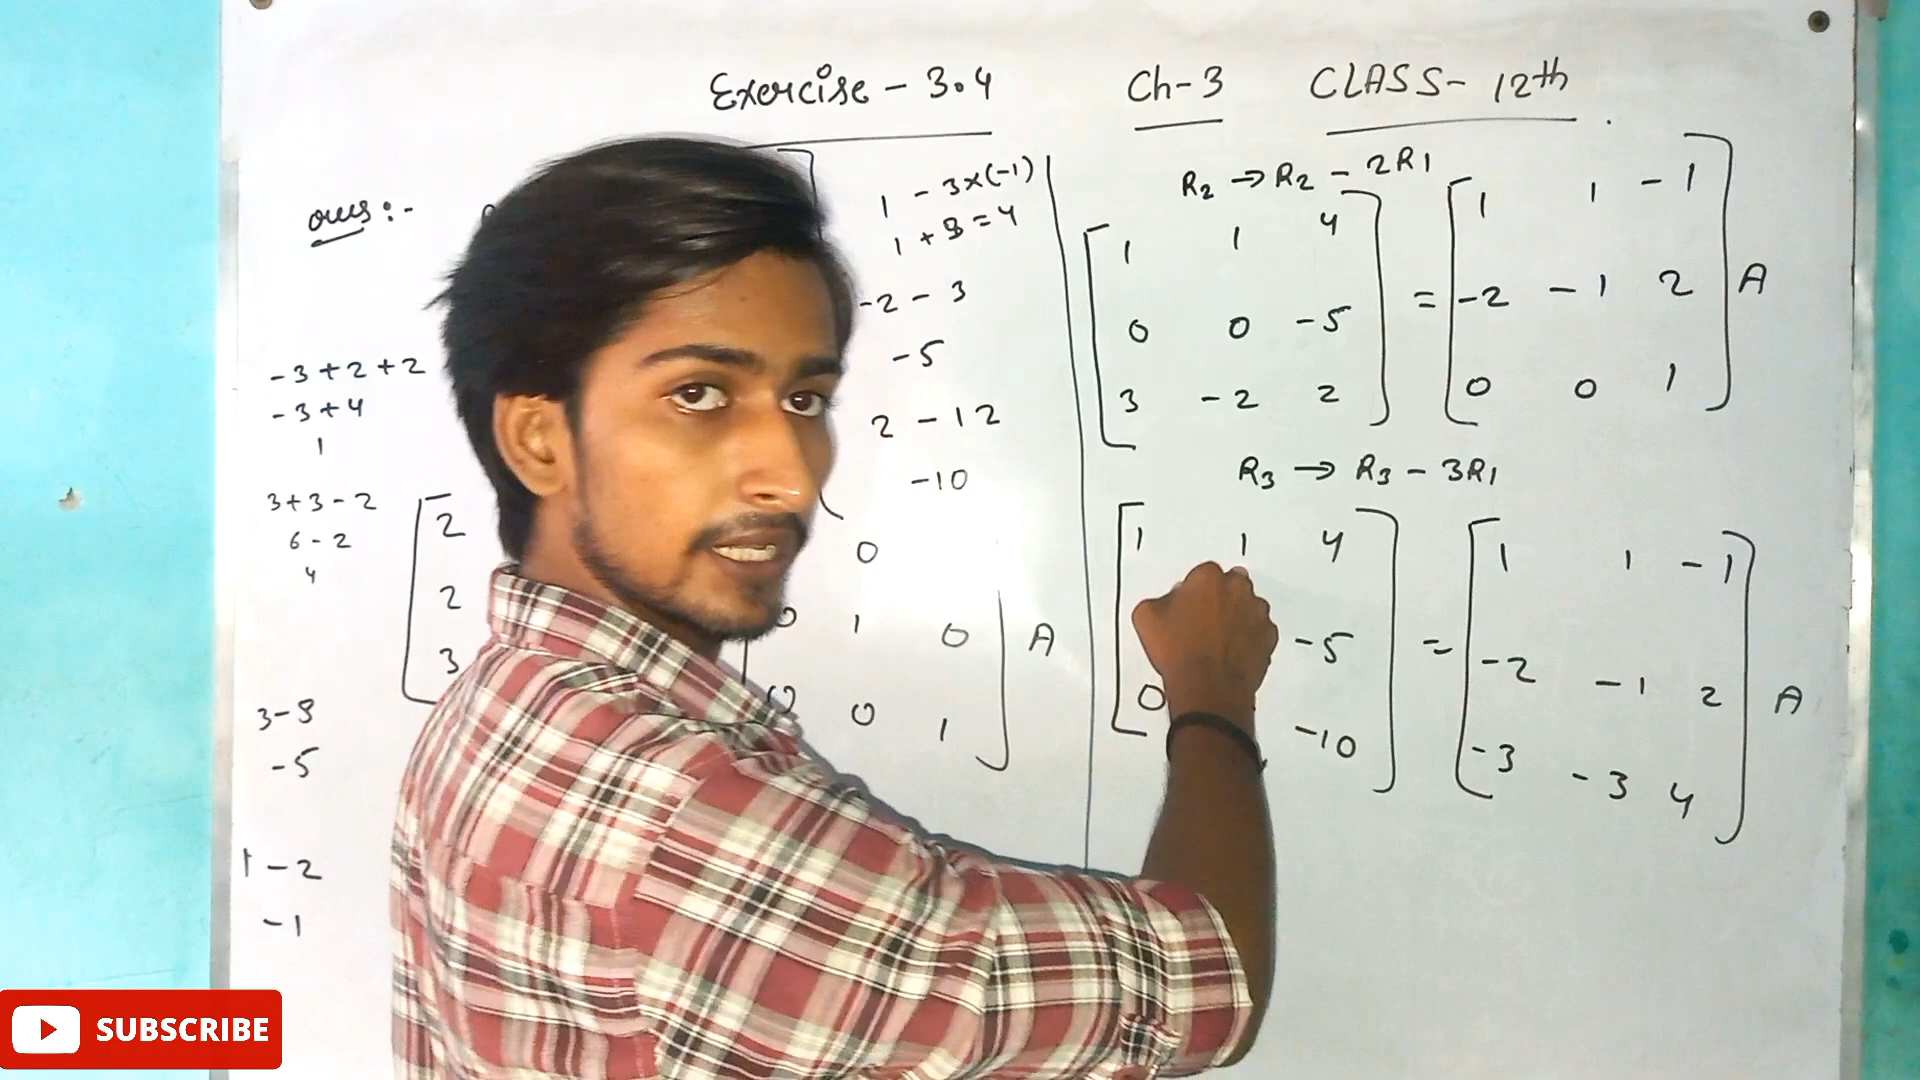 Exercise - 3.4 Ch-3 CLASS- 12th
ans :-
-3+2+2
-3+4
1
3+3-2
6-2
4
3-8
-5
1-2
-1
2
2
3
1 - 3x(-1)
1 + 3 = 4
-2 - 3
-5
2 - 12
-10
0
0 1 0 A
0 0 1
R2 → R2 - 2R1
1 1 4 1 1 -1
0 0 -5 = -2 -1 2 A
3 -2 2 0 0 1
R3 → R3 - 3R1
1 1 4 1 1 -1
-5 = -2 -1 2 A
0 -10 -3 -3 4
SUBSCRIBE